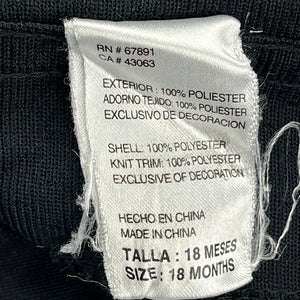 RN # 67891
CA # 43063
EXTERIOR : 100% POLIESTER
ADORNO TEJIDO: 100% POLIESTER
EXCLUSIVO DE DECORACION
SHELL: 100% POLYESTER
KNIT TRIM: 100% POLYESTER
EXCLUSIVE OF DECORATION
HECHO EN CHINA
MADE IN CHINA
TALLA : 18 MESES
SIZE: 18 MONTHS